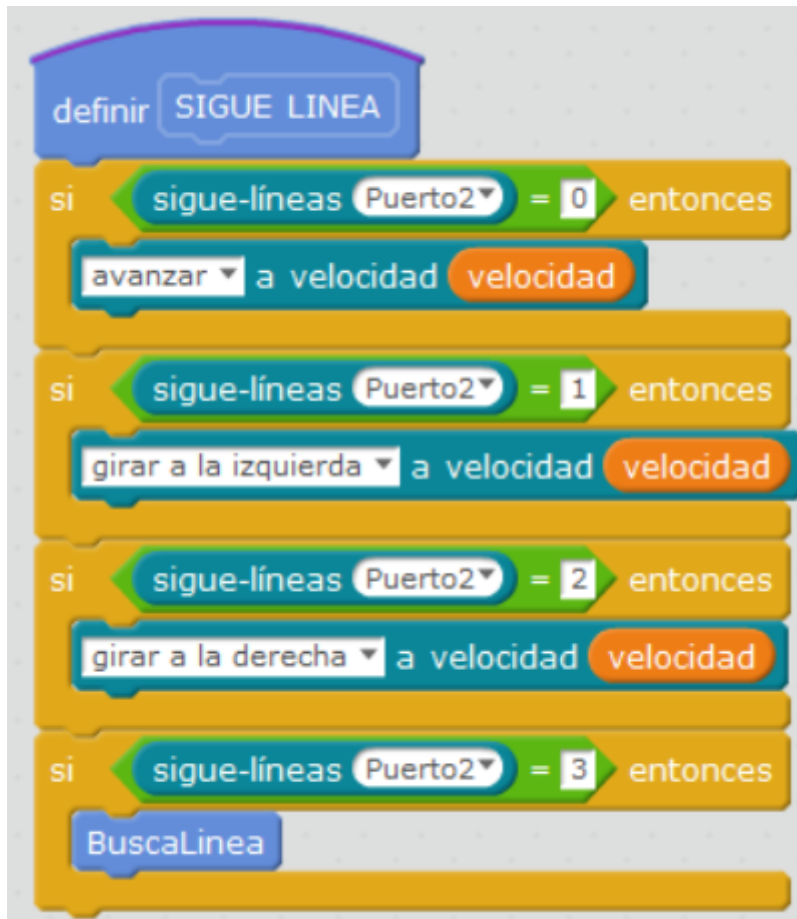 definir SIGUE LINEA
si sigue-líneas Puerto2 = 0 entonces
avanzar a velocidad velocidad
si sigue-líneas Puerto2 = 1 entonces
girar a la izquierda a velocidad velocidad
si sigue-líneas Puerto2 = 2 entonces
girar a la derecha a velocidad velocidad
si sigue-líneas Puerto2 = 3 entonces
BuscaLinea